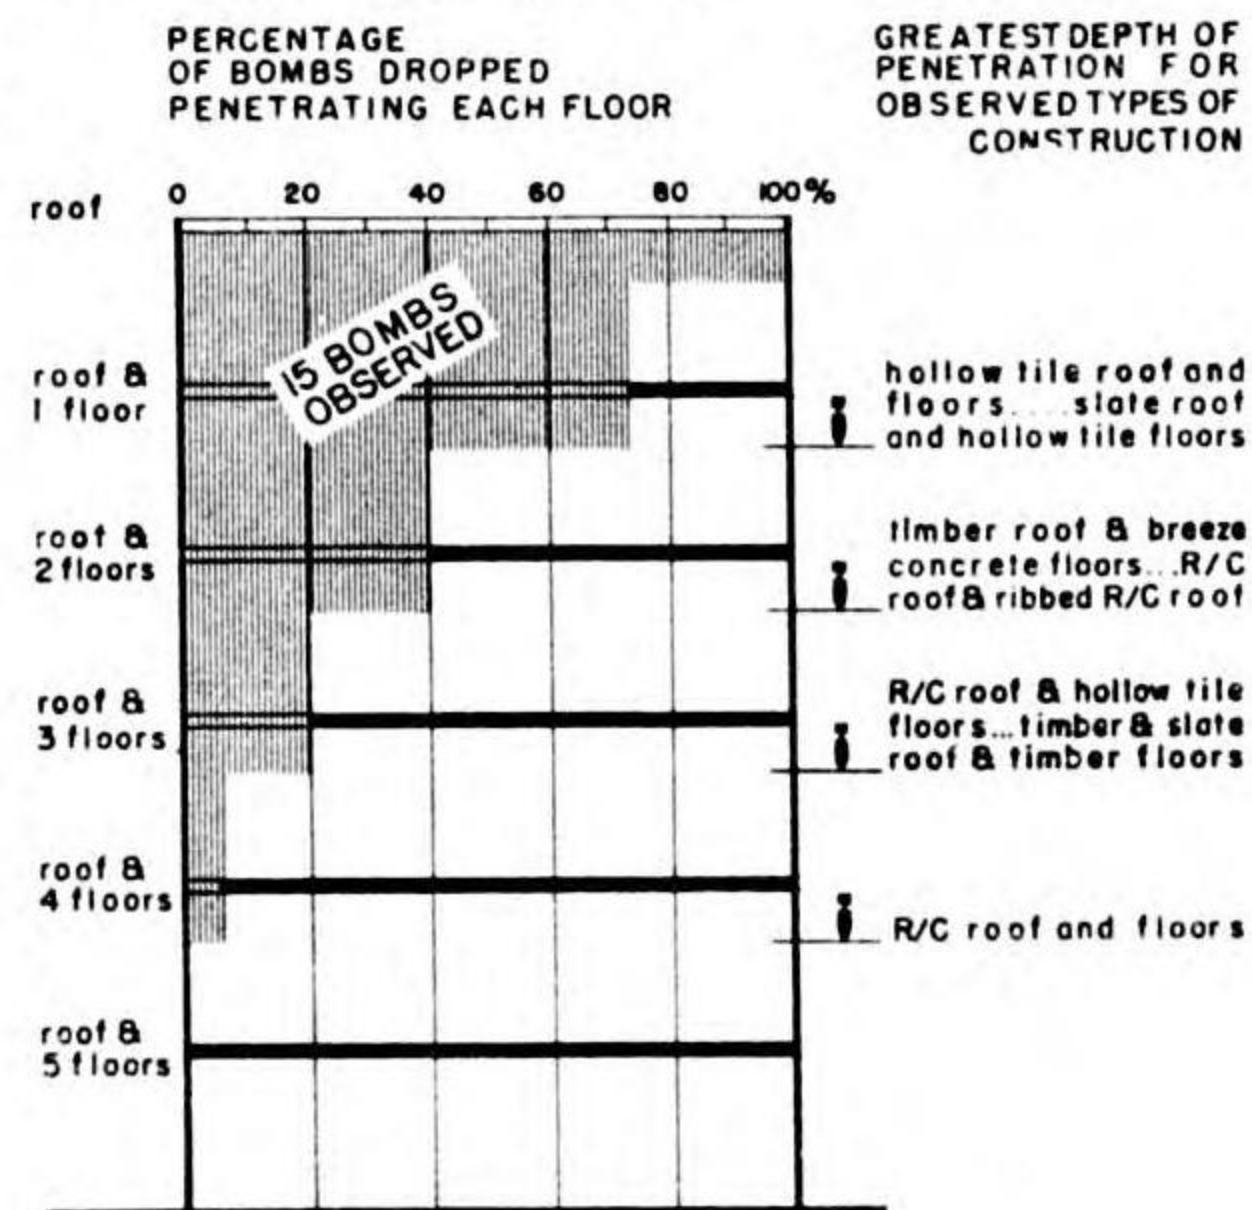 PERCENTAGE
OF BOMBS DROPPED
PENETRATING EACH FLOOR
GREATEST DEPTH OF
PENETRATION FOR
OBSERVED TYPES OF
CONSTRUCTION
0 20 40 60 80 100%
roof
15 BOMBS
OBSERVED
roof &
1 floor
hollow tile roof and
floors.....slate roof
and hollow tile floors
roof &
2 floors
timber roof & breeze
concrete floors...R/C
roof & ribbed R/C roof
roof &
3 floors
R/C roof & hollow tile
floors...timber & slate
roof & timber floors
roof &
4 floors
R/C roof and floors
roof &
5 floors